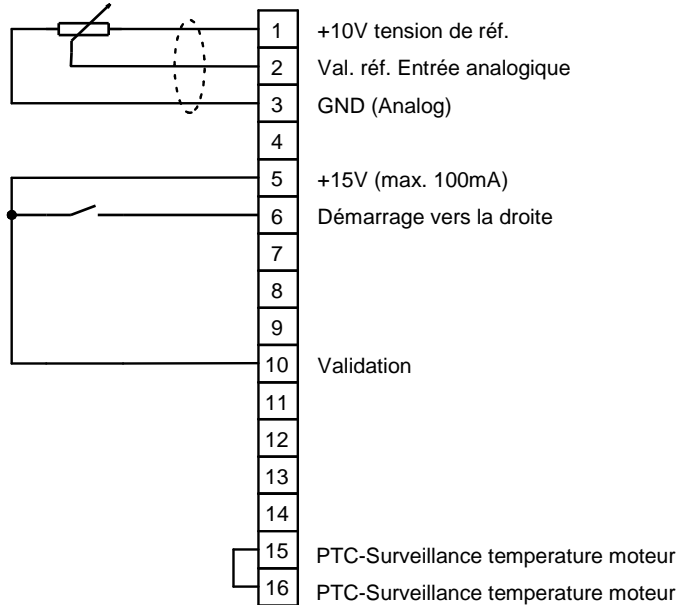 1 +10V tension de réf.
2 Val. réf. Entrée analogique
3 GND (Analog)
4
5 +15V (max. 100mA)
6 Démarrage vers la droite
7
8
9
10 Validation
11
12
13
14
15 PTC-Surveillance temperature moteur
16 PTC-Surveillance temperature moteur